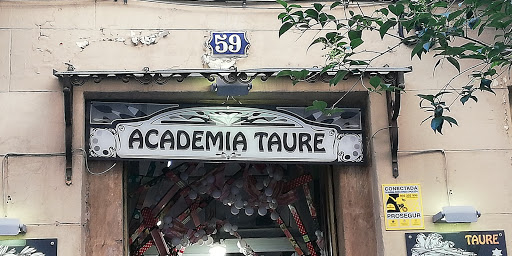 59
ACADEMIA TAURE
CONECTADA
PROSEGUR
TAURE